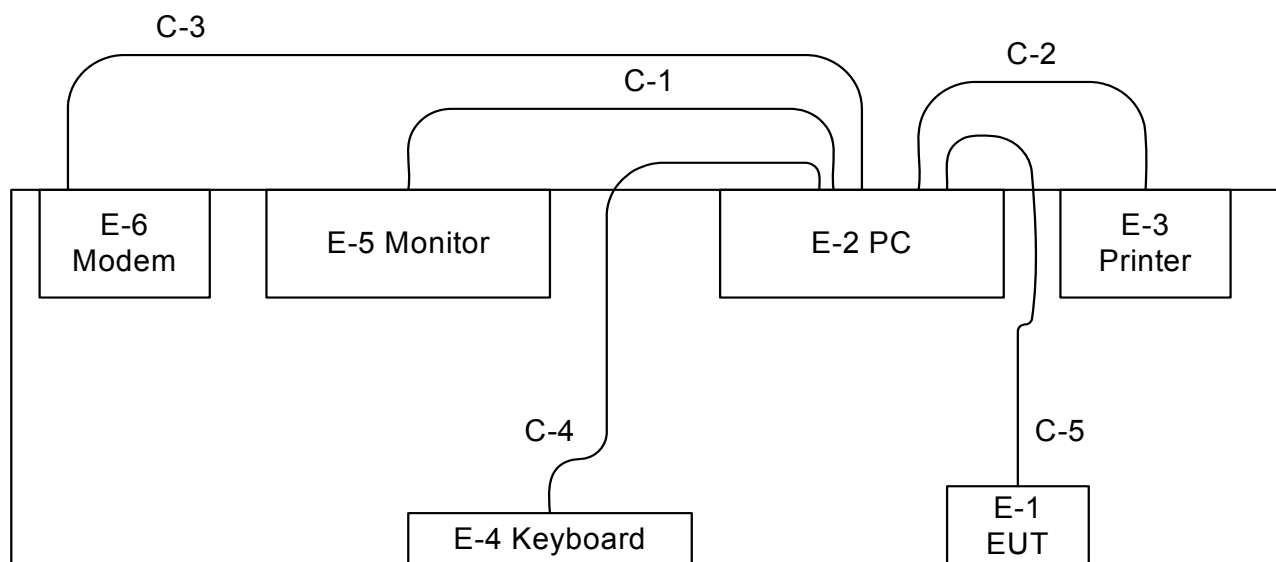 C-3
C-2
C-1
E-6
Modem
E-5 Monitor
E-2 PC
E-3
Printer
C-4
C-5
E-4 Keyboard
E-1
EUT